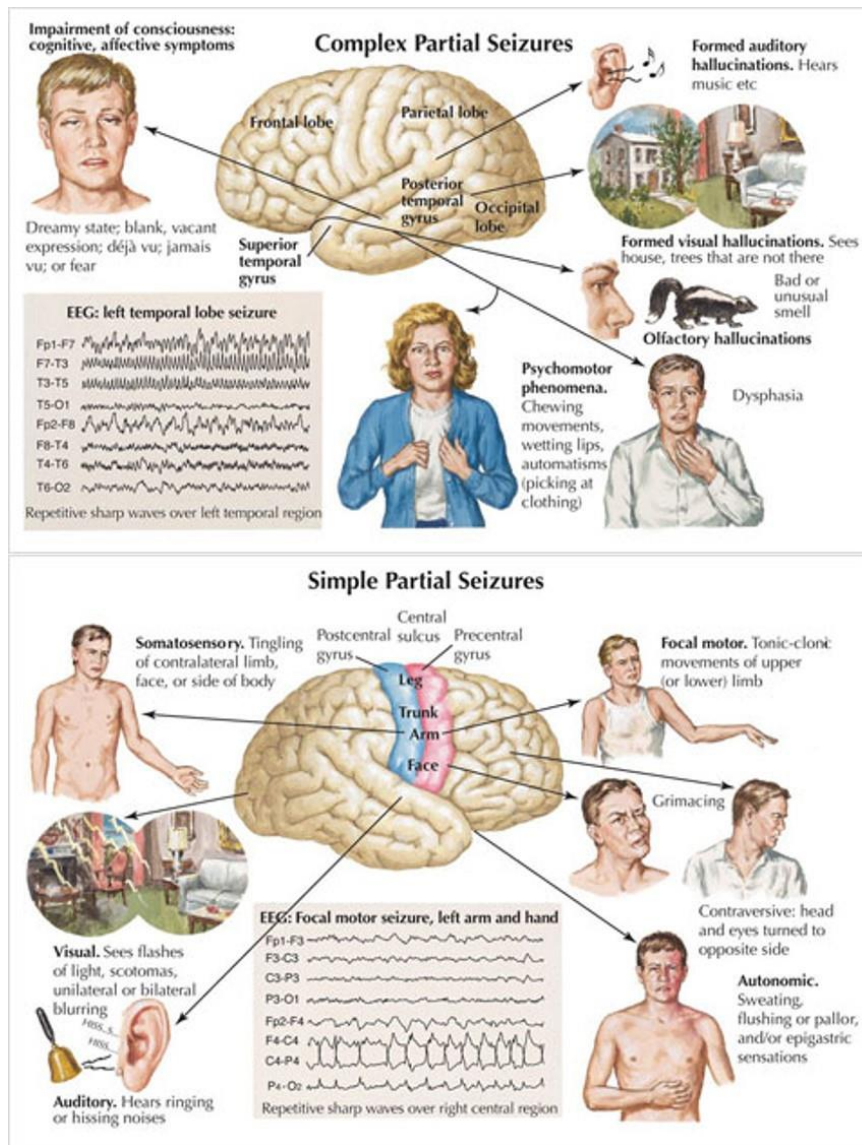 Impairment of consciousness:
cognitive, affective symptoms
Complex Partial Seizures
Formed auditory
hallucinations. Hears
music etc
Frontal lobe
Parietal lobe
Posterior
temporal
gyrus
Occipital
lobe
Superior
temporal
gyrus
Dreamy state; blank, vacant
expression; déjà vu; jamais
vu; or fear
Formed visual hallucinations. Sees
house, trees that are not there
Bad or
unusual
smell
Olfactory hallucinations
EEG: left temporal lobe seizure
Fp1-F7
F7-T3
T3-T5
T5-O1
Fp2-F8
F8-T4
T4-T6
T6-O2
Repetitive sharp waves over left temporal region
Psychomotor
phenomena.
Chewing
movements,
wetting lips,
automatisms
(picking at
clothing)
Dysphasia
Simple Partial Seizures
Somatosensory. Tingling
of contralateral limb,
face, or side of body
Postcentral
gyrus
Central
sulcus
Precentral
gyrus
Leg
Trunk
Arm
Face
Focal motor. Tonic-clonic
movements of upper
(or lower) limb
Grimacing
Contraversive: head
and eyes turned to
opposite side
Visual. Sees flashes
of light, scotomas,
unilateral or bilateral
blurring
HISS, S
HISS
Auditory. Hears ringing
or hissing noises
EEG: Focal motor seizure, left arm and hand
Fp1-F3
F3-C3
C3-P3
P3-O1
Fp2-F4
F4-C4
C4-P4
P4-O2
Repetitive sharp waves over right central region
Autonomic.
Sweating,
flushing or pallor,
and/or epigastric
sensations